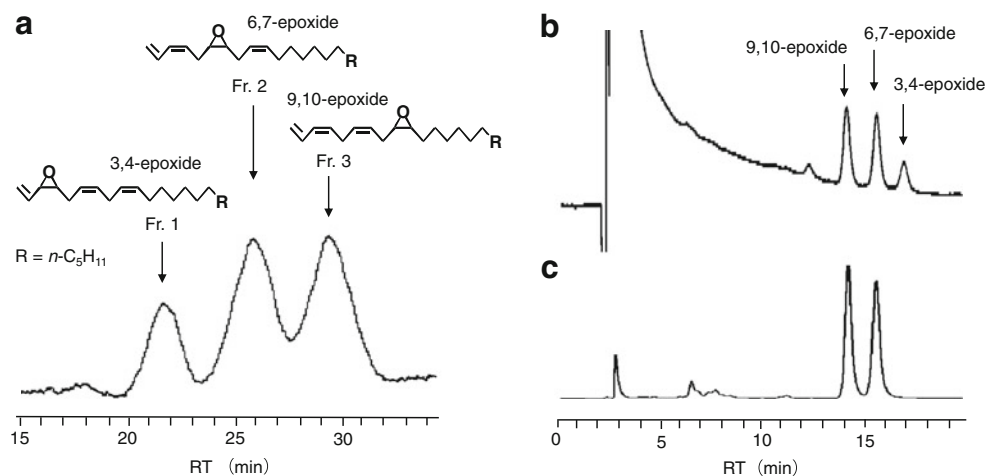 a
6,7-epoxide
O
R
Fr. 2
9,10-epoxide
O
R
Fr. 3
3,4-epoxide
O
R
Fr. 1
R = n-C₅H₁₁
15 20 25 30
RT (min)
b
6,7-epoxide
9,10-epoxide
3,4-epoxide
c
0 5 10 15
RT (min)